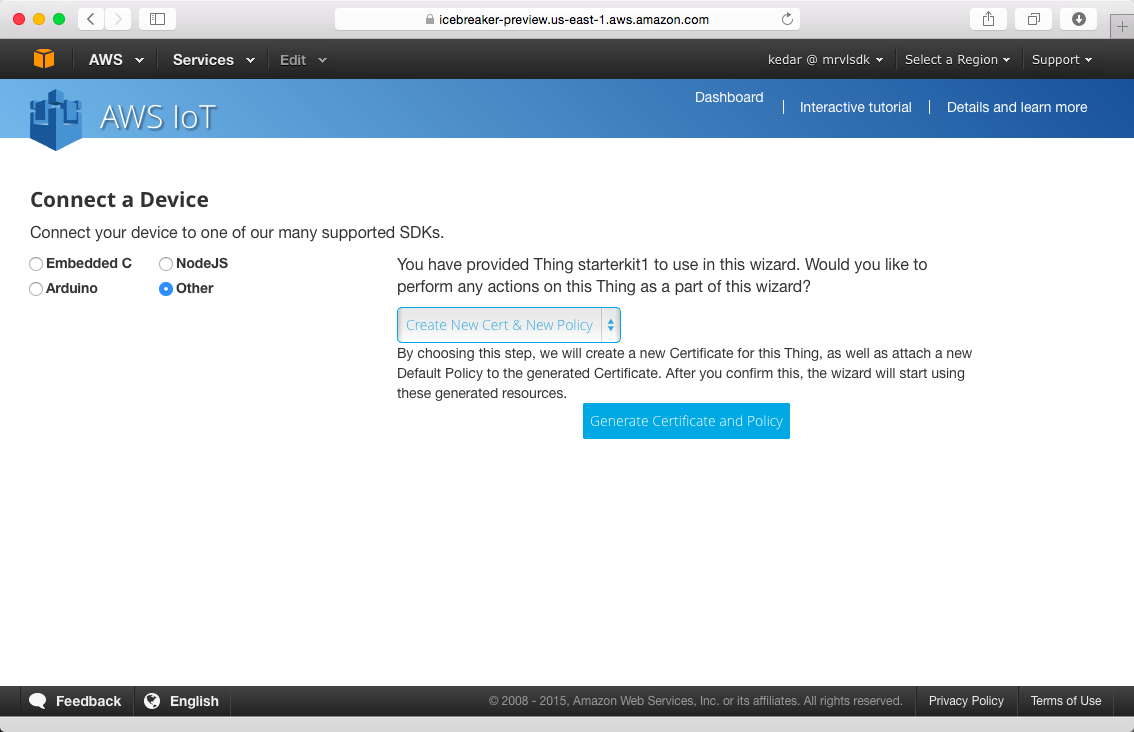 icebreaker-preview.us-east-1.aws.amazon.com
AWS Services Edit kedar @ mrvlsdk Select a Region Support
AWS IoT
Dashboard Interactive tutorial Details and learn more
Connect a Device
Connect your device to one of our many supported SDKs.
Embedded C NodeJS
Arduino Other
You have provided Thing starterkit1 to use in this wizard. Would you like to
perform any actions on this Thing as a part of this wizard?
Create New Cert & New Policy
By choosing this step, we will create a new Certificate for this Thing, as well as attach a new
Default Policy to the generated Certificate. After you confirm this, the wizard will start using
these generated resources.
Generate Certificate and Policy
Feedback English © 2008 - 2015, Amazon Web Services, Inc. or its affiliates. All rights reserved. Privacy Policy Terms of Use